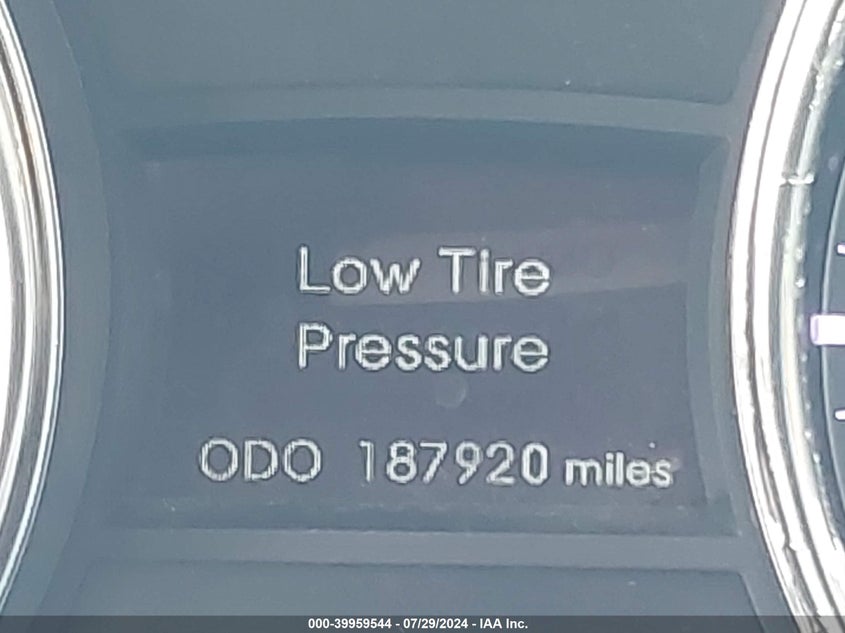 Low Tire
Pressure
ODO 187920 miles
000-39959544 - 07/29/2024 - IAA Inc.